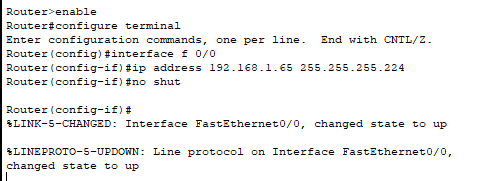 Router>enable
Router#configure terminal
Enter configuration commands, one per line.  End with CNTL/Z.
Router(config)#interface f 0/0
Router(config-if)#ip address 192.168.1.65 255.255.255.224
Router(config-if)#no shut
Router(config-if)#
%LINK-5-CHANGED: Interface FastEthernet0/0, changed state to up
%LINEPROTO-5-UPDOWN: Line protocol on Interface FastEthernet0/0,
changed state to up